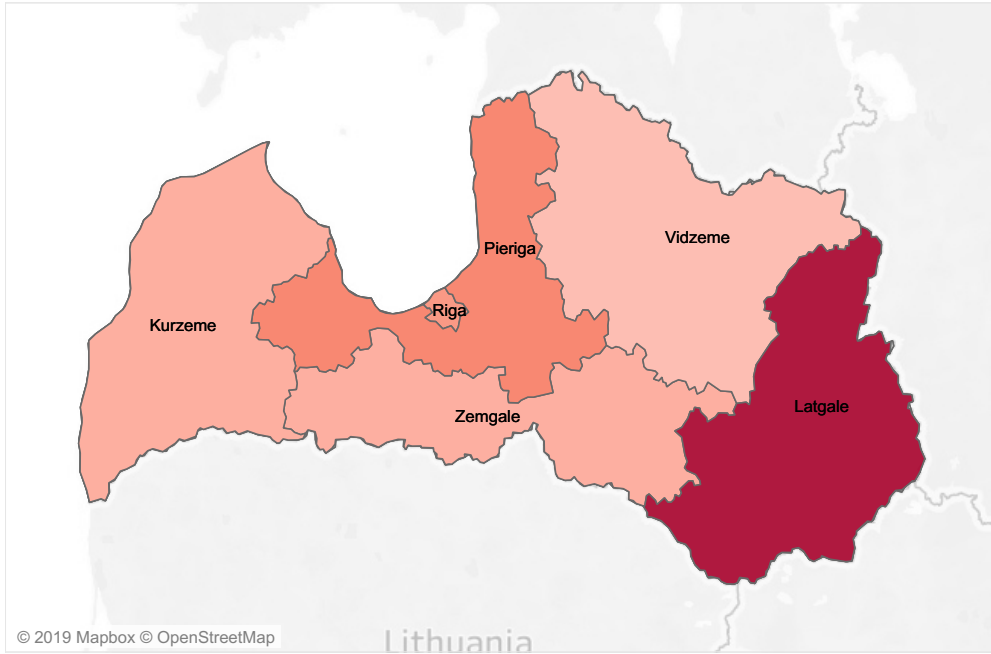 Vidzeme
Pieriga
Riga
Kurzeme
Latgale
Zemgale
© 2019 Mapbox © OpenStreetMap
Lithuania